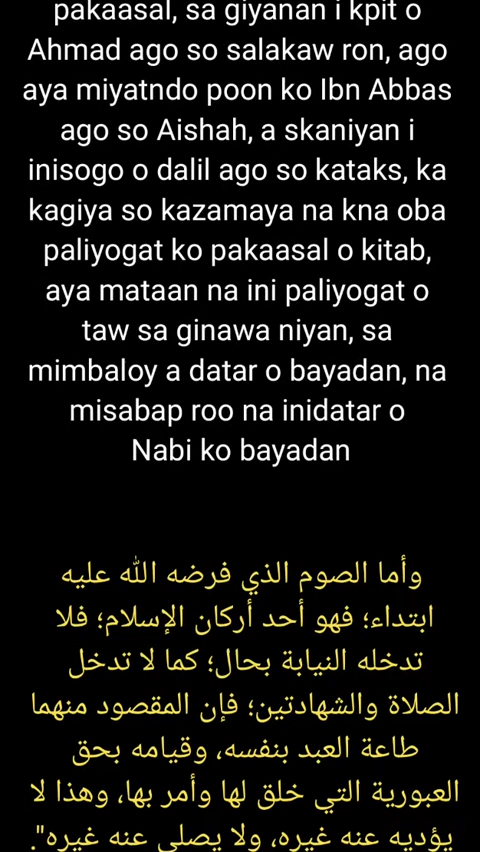 pakaasal, sa giyanan i kpit o
Ahmad ago so salakaw ron, ago
aya miyatndo poon ko Ibn Abbas
ago so Aishah, a skaniyan i
inisogo o dalil ago so kataks, ka
kagiya so kazamaya na kna oba
paliyogat ko pakaasal o kitab,
aya mataan na ini paliyogat o
taw sa ginawa niyan, sa
mimbaloy a datar o bayadan, na
misabap roo na inidatar o
Nabi ko bayadan
وأما الصوم الذي فرضه الله عليه
ابتداء؛ فهو أحد أركان الإسلام؛ فلا
تدخله النيابة بحال؛ كما لا تدخل
الصلاة والشهادتين؛ فإن المقصود منهما
طاعة العبد بنفسه، وقيامه بحق
العبورية التي خلق لها وأمر بها، وهذا لا
يؤديه عنه غيره، ولا يصلي عنه غيره".